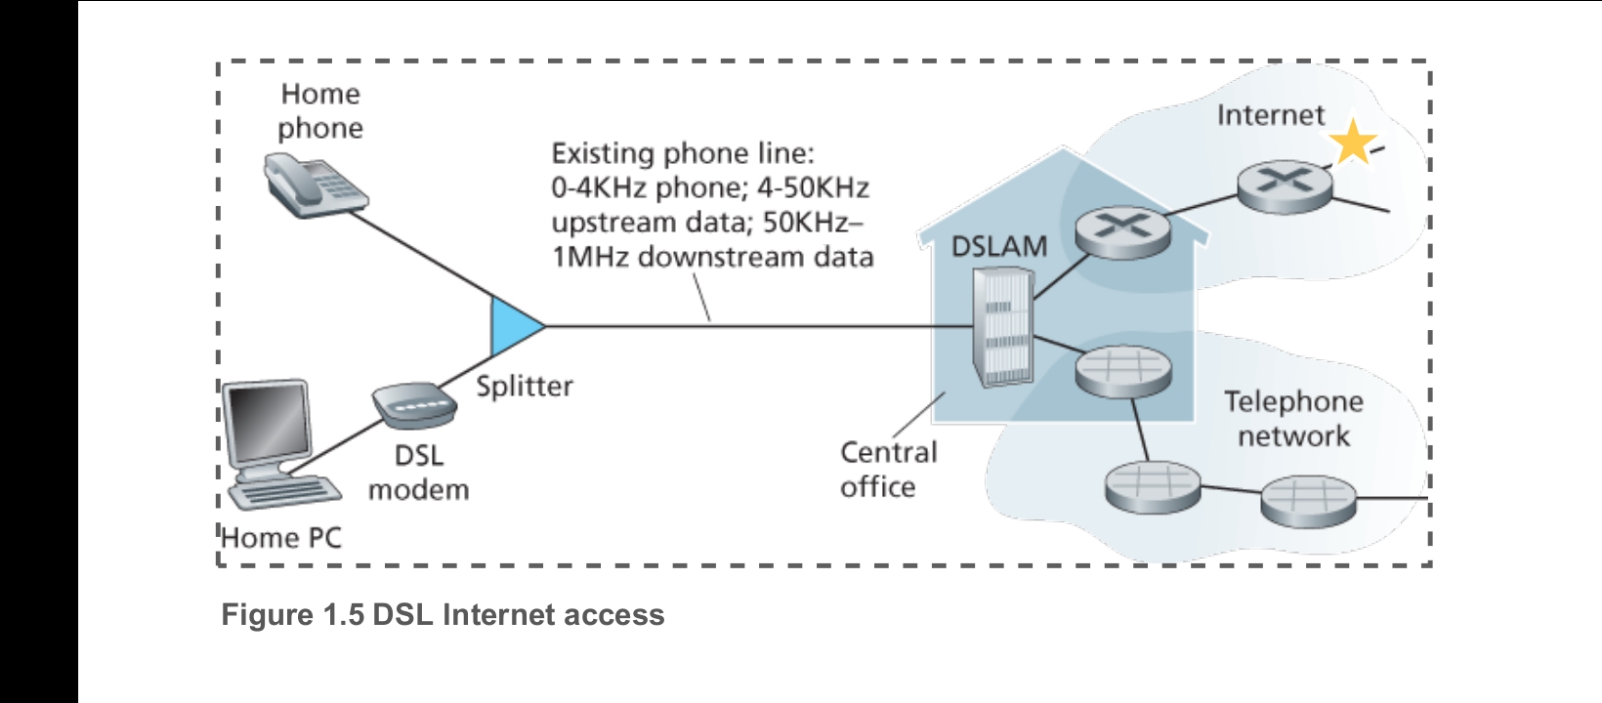 Home
phone
Existing phone line:
0-4KHz phone; 4-50KHz
upstream data; 50KHz–
1MHz downstream data
Internet
DSLAM
Splitter
DSL
modem
Home PC
Central
office
Telephone
network
Figure 1.5 DSL Internet access